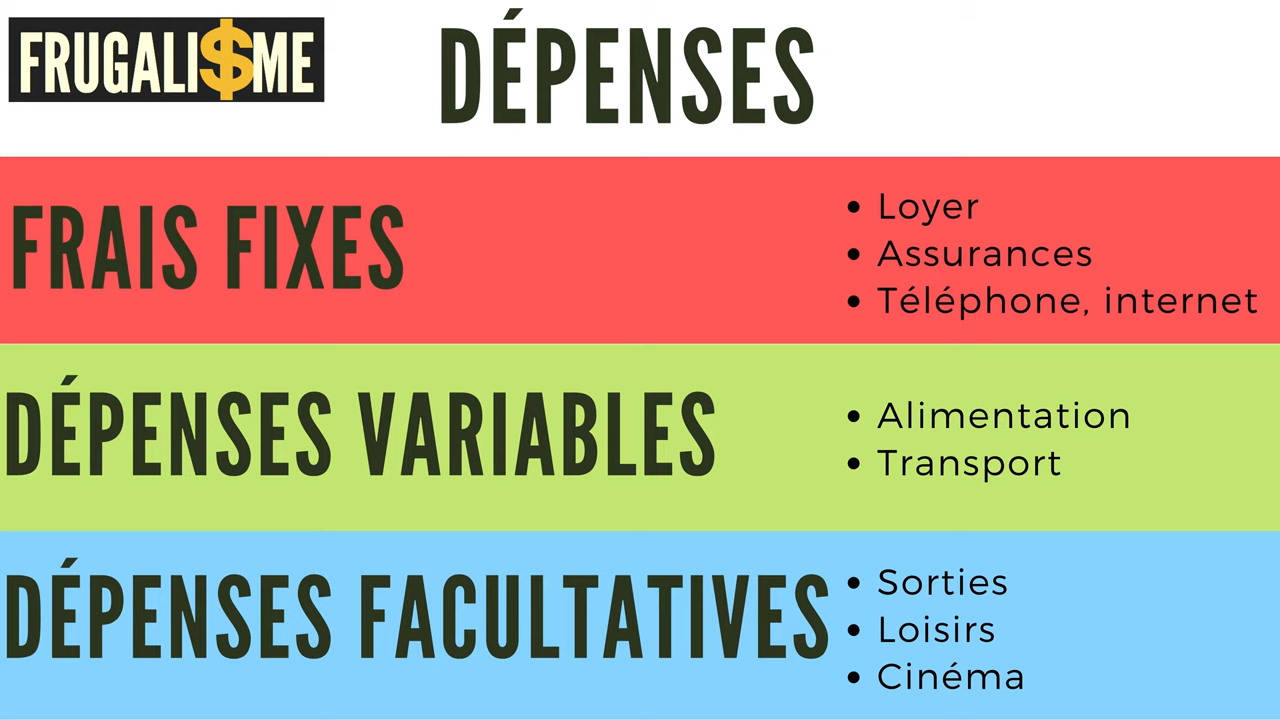 FRUGALI$ME
DÉPENSES
FRAIS FIXES
• Loyer
• Assurances
• Téléphone, internet
DÉPENSES VARIABLES
• Alimentation
• Transport
DÉPENSES FACULTATIVES
• Sorties
• Loisirs
• Cinéma